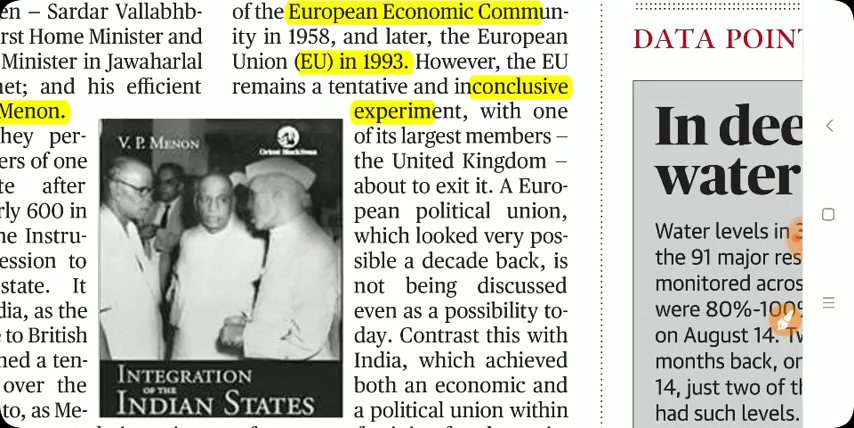 en – Sardar Vallabhb-
rst Home Minister and
Minister in Jawaharlal
net; and his efficient
Menon.
hey per-
ers of one
te after
rly 600 in
ne Instru-
ession to
state. It
dia, as the
e to British
ned a ten-
over the
to, as Me-
V. P. MENON
Orient BlackSwan
INTEGRATION
OF THE
INDIAN STATES
of the European Economic Commun-
ity in 1958, and later, the European
Union (EU) in 1993. However, the EU
remains a tentative and inconclusive
experiment, with one
of its largest members –
the United Kingdom –
about to exit it. A Euro-
pean political union,
which looked very pos-
sible a decade back, is
not being discussed
even as a possibility to-
day. Contrast this with
India, which achieved
both an economic and
a political union within
DATA POIN
In dee
water
Water levels in 3
the 91 major res
monitored acros
were 80%-100%
on August 14. Tw
months back, on
14, just two of th
had such levels.